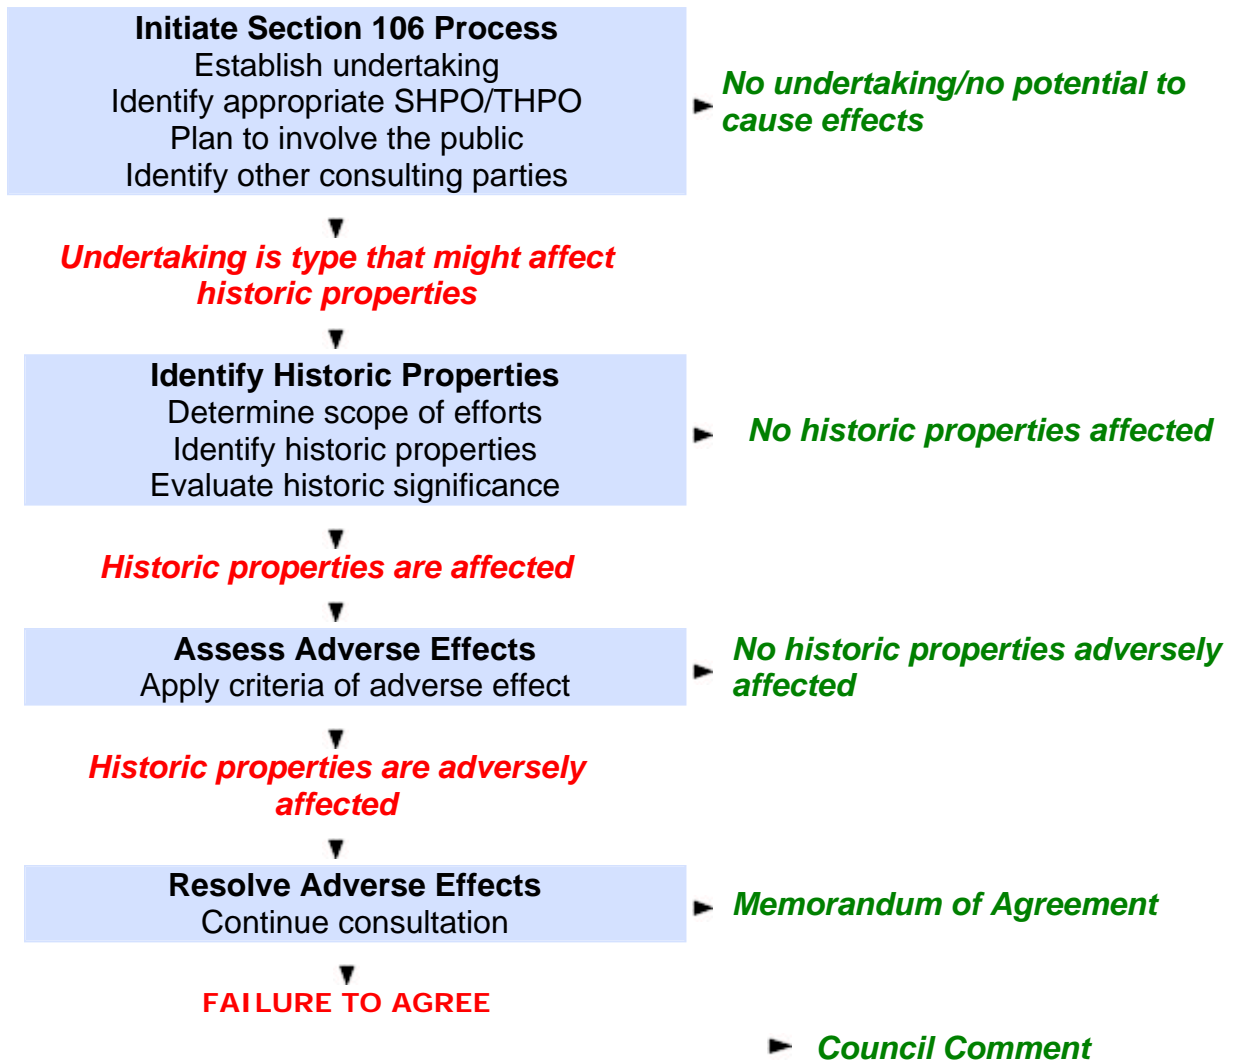 Initiate Section 106 Process
Establish undertaking
Identify appropriate SHPO/THPO
Plan to involve the public
Identify other consulting parties
No undertaking/no potential to
cause effects
Undertaking is type that might affect
historic properties
Identify Historic Properties
Determine scope of efforts
Identify historic properties
Evaluate historic significance
No historic properties affected
Historic properties are affected
Assess Adverse Effects
Apply criteria of adverse effect
No historic properties adversely
affected
Historic properties are adversely
affected
Resolve Adverse Effects
Continue consultation
Memorandum of Agreement
FAILURE TO AGREE
Council Comment